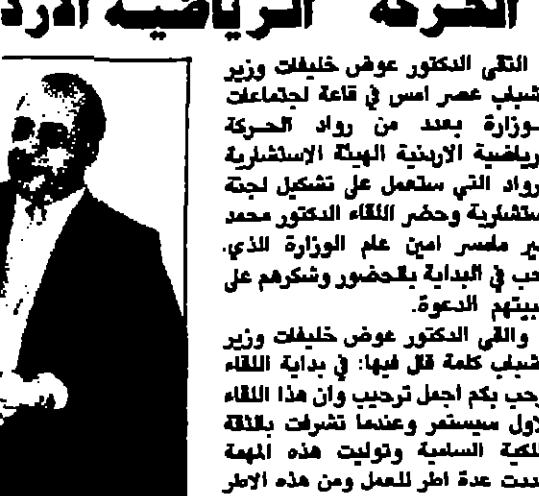 الحركة الرياضية الارد
التقى الدكتور عوض خليفات وزير
شباب عصر امس في قاعة اجتماعات
ـوزارة بعدد من رواد الحـركة
رياضية الاردنية الهيئة الاستشارية
رواد التي ستعمل على تشكيل لجنة
ستشارية وحضر اللقاء الدكتور محمد
ير ملمسر امين عام الوزارة الذي،
حب في البداية بالحضور وشكرهم على
بيتهم الدعوة.
والقى الدكتور عوض خليفات وزير
شباب كلمة قال فيها: في بداية اللقاء
رحب بكم اجمل ترحيب وان هذا اللقاء
لاول سيستمر وعندما تشرفت بالثقة
لكية السامية وتوليت هذه المهمة
ددت عدة اطر للعمل ومن هذه الاطر